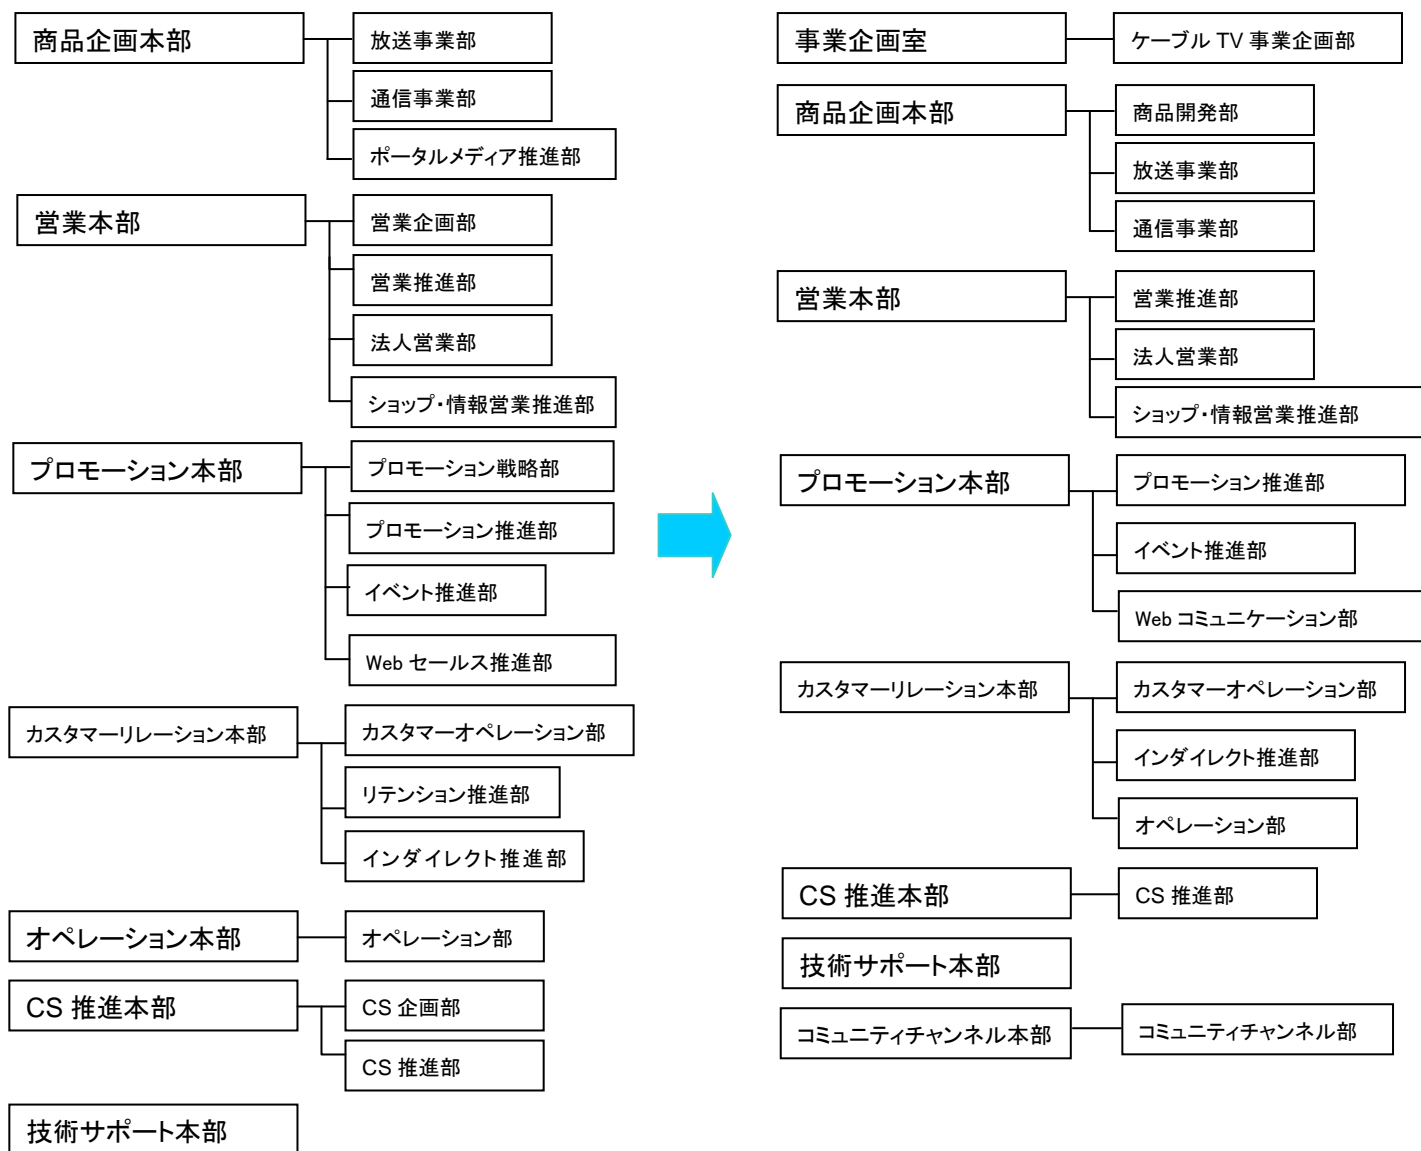 商品企画本部
放送事業部
通信事業部
ポータルメディア推進部
営業本部
営業企画部
営業推進部
法人営業部
ショップ・情報営業推進部
プロモーション本部
プロモーション戦略部
プロモーション推進部
イベント推進部
Web セールス推進部
カスタマーリレーション本部
カスタマーオペレーション部
リテンション推進部
インダイレクト推進部
オペレーション本部
オペレーション部
CS 推進本部
CS 企画部
CS 推進部
技術サポート本部
事業企画室
ケーブル TV 事業企画部
商品企画本部
商品開発部
放送事業部
通信事業部
営業本部
営業推進部
法人営業部
ショップ・情報営業推進部
プロモーション本部
プロモーション推進部
イベント推進部
Web コミュニケーション部
カスタマーリレーション本部
カスタマーオペレーション部
インダイレクト推進部
オペレーション部
CS 推進本部
CS 推進部
技術サポート本部
コミュニティチャンネル本部
コミュニティチャンネル部